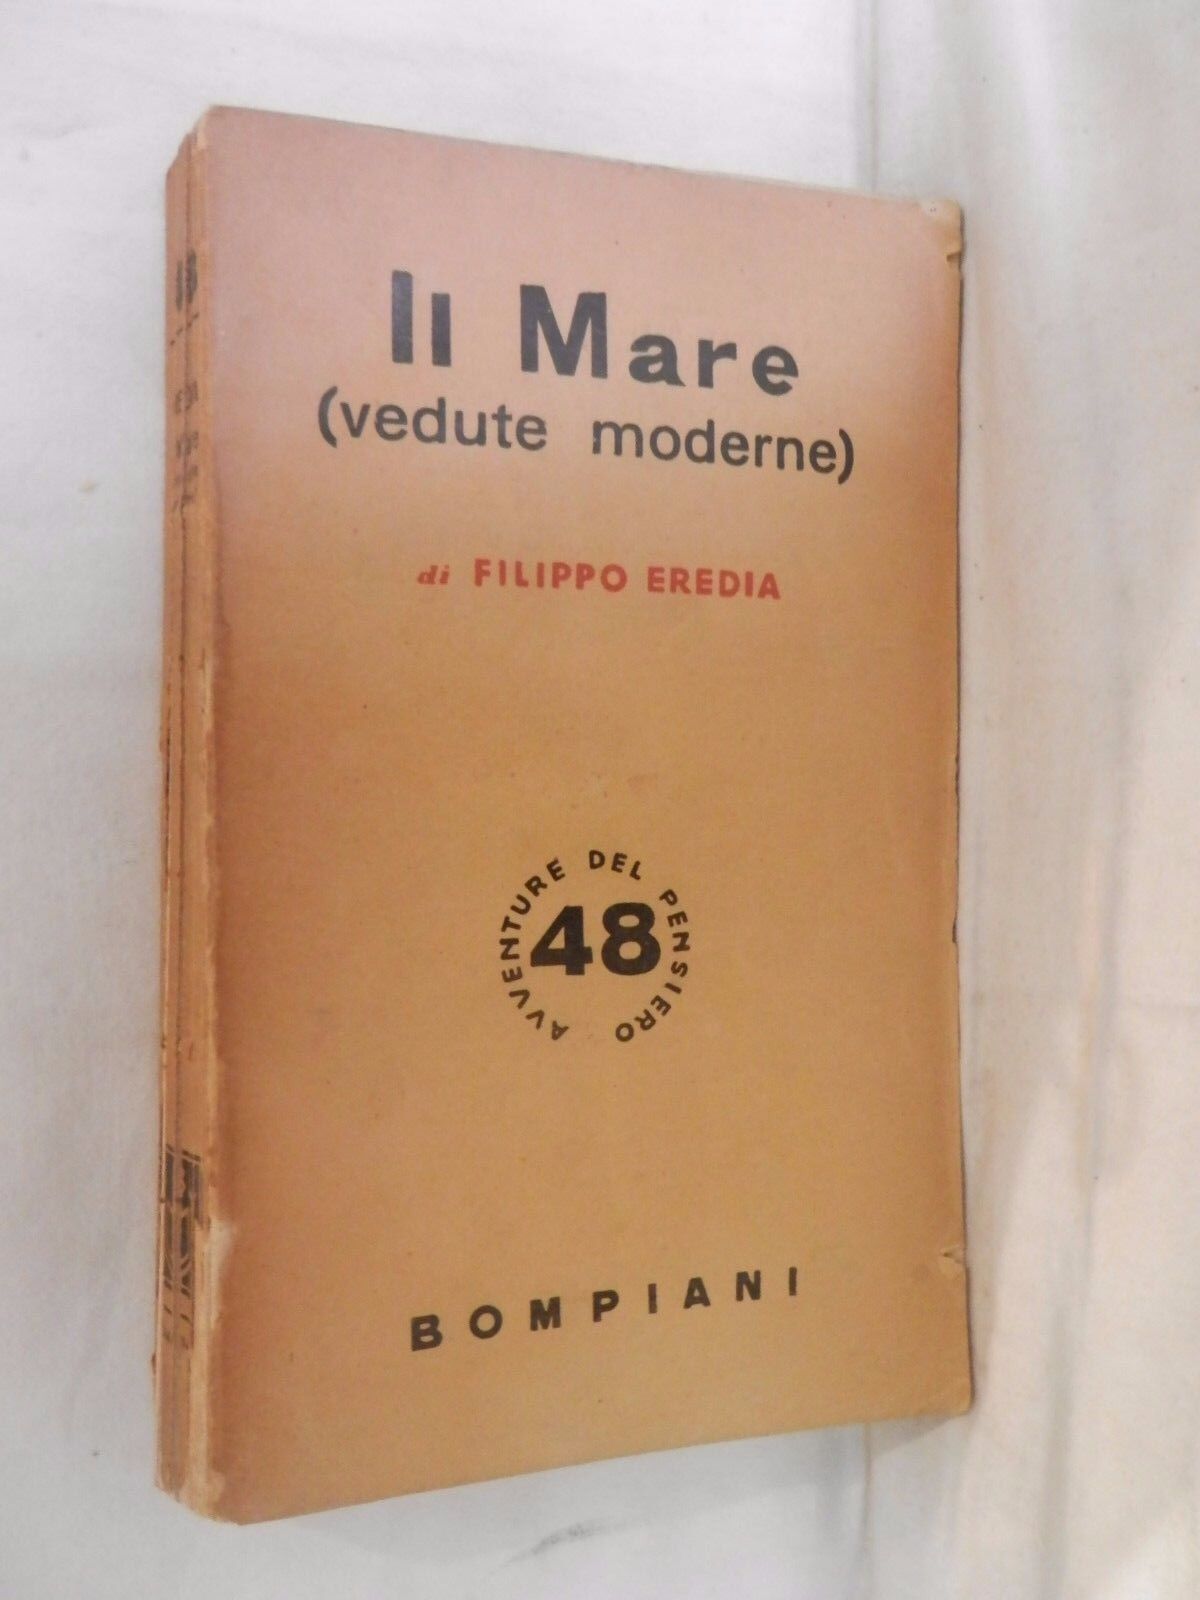 Il Mare
(vedute moderne)
di FILIPPO EREDIA
AVVENTURE DEL PENSIERO
48
BOMPIANI